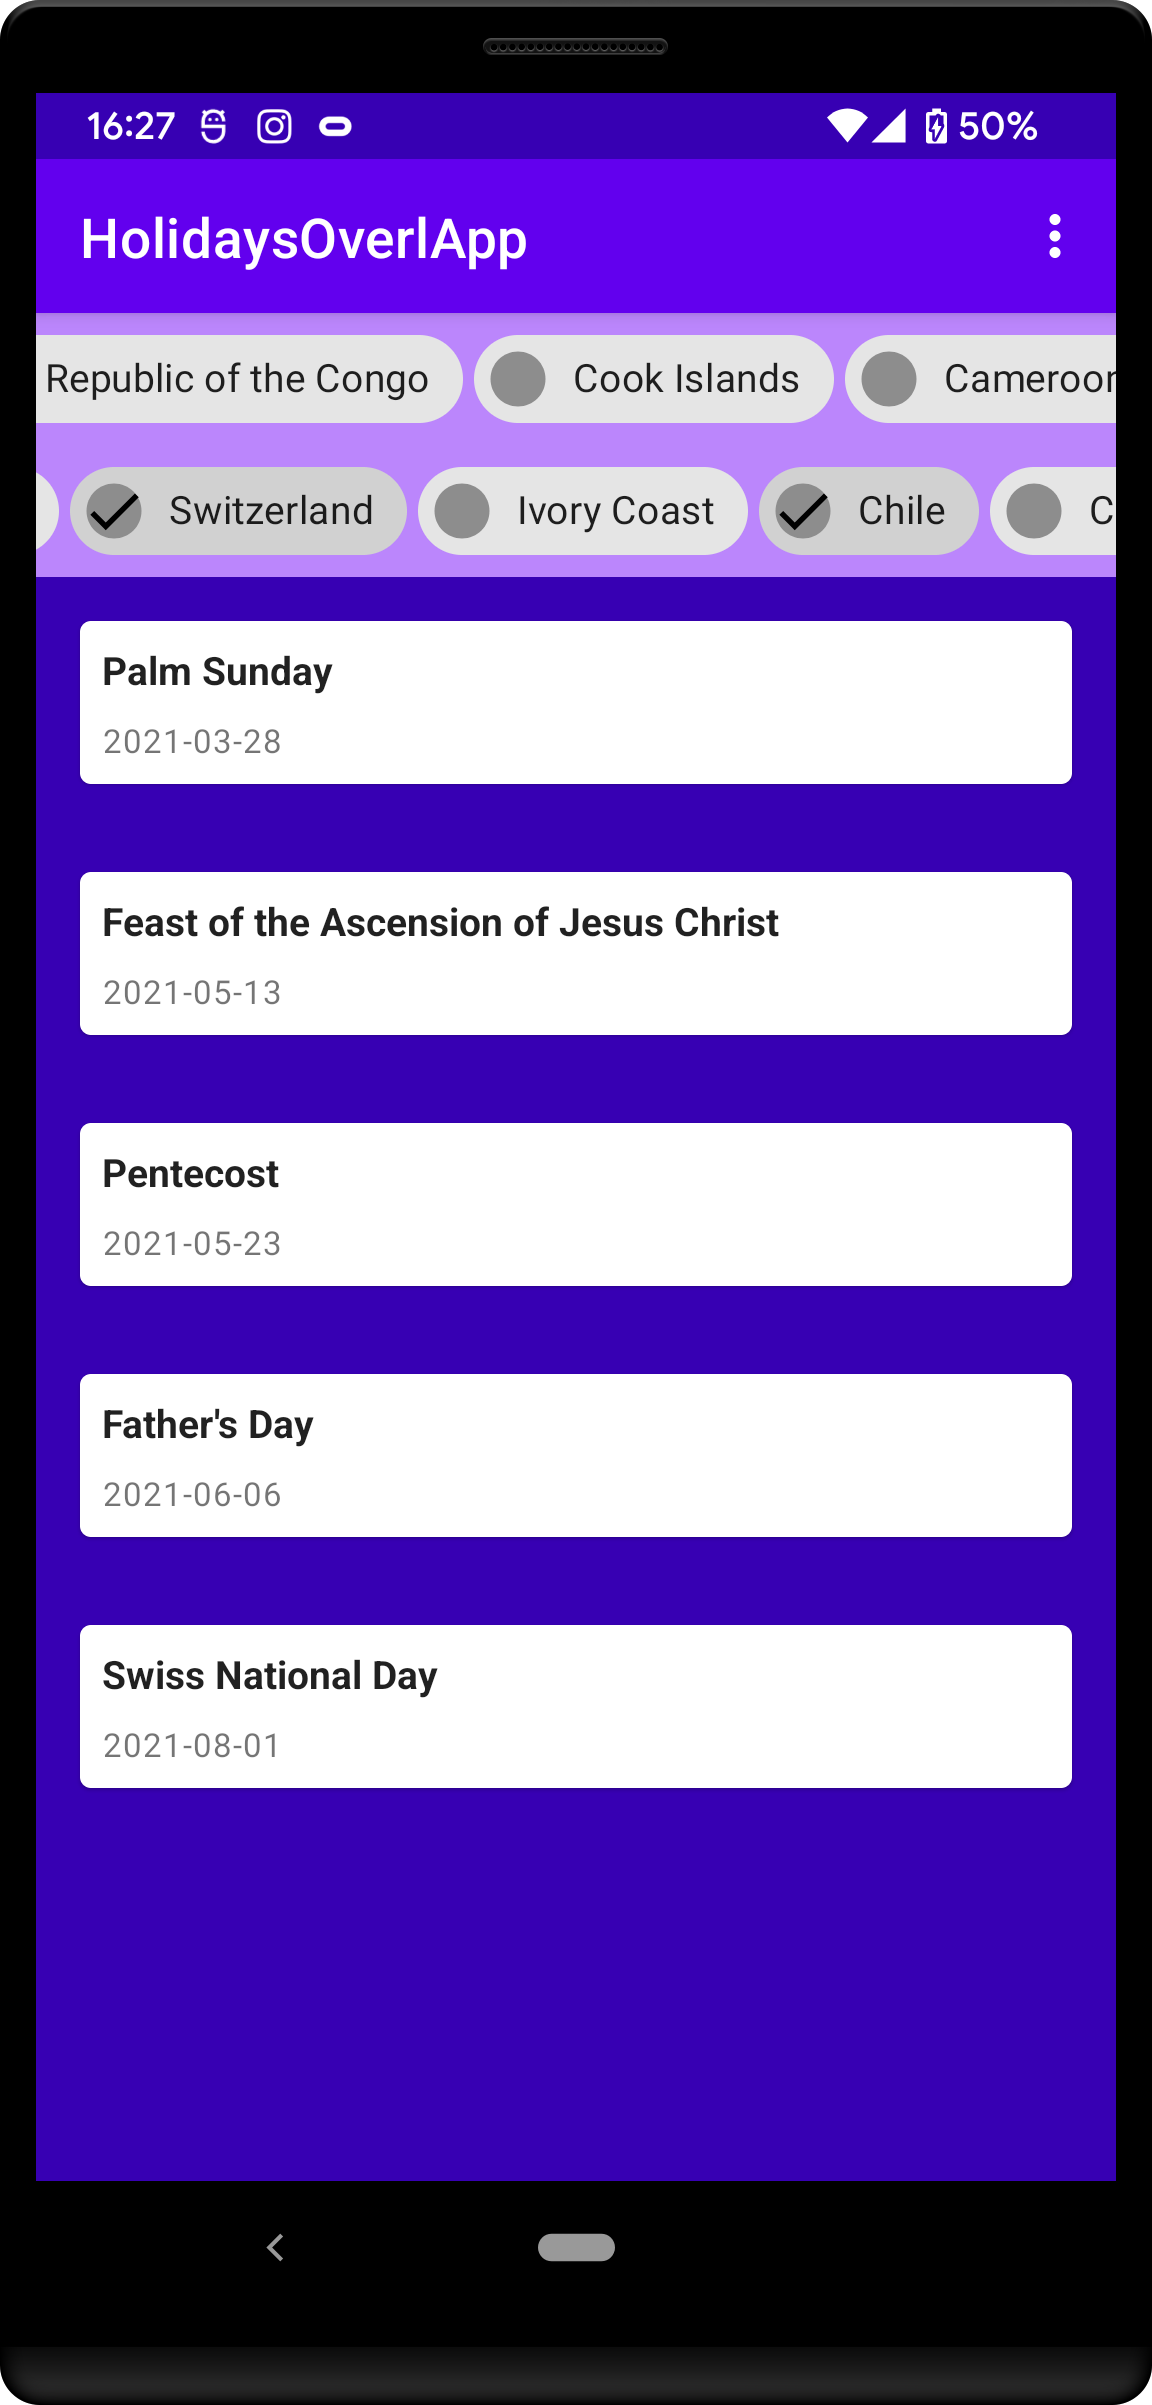 16:27 50%
HolidaysOverlApp
Republic of the Congo Cook Islands Cameroon
Switzerland Ivory Coast Chile C
Palm Sunday
2021-03-28
Feast of the Ascension of Jesus Christ
2021-05-13
Pentecost
2021-05-23
Father's Day
2021-06-06
Swiss National Day
2021-08-01